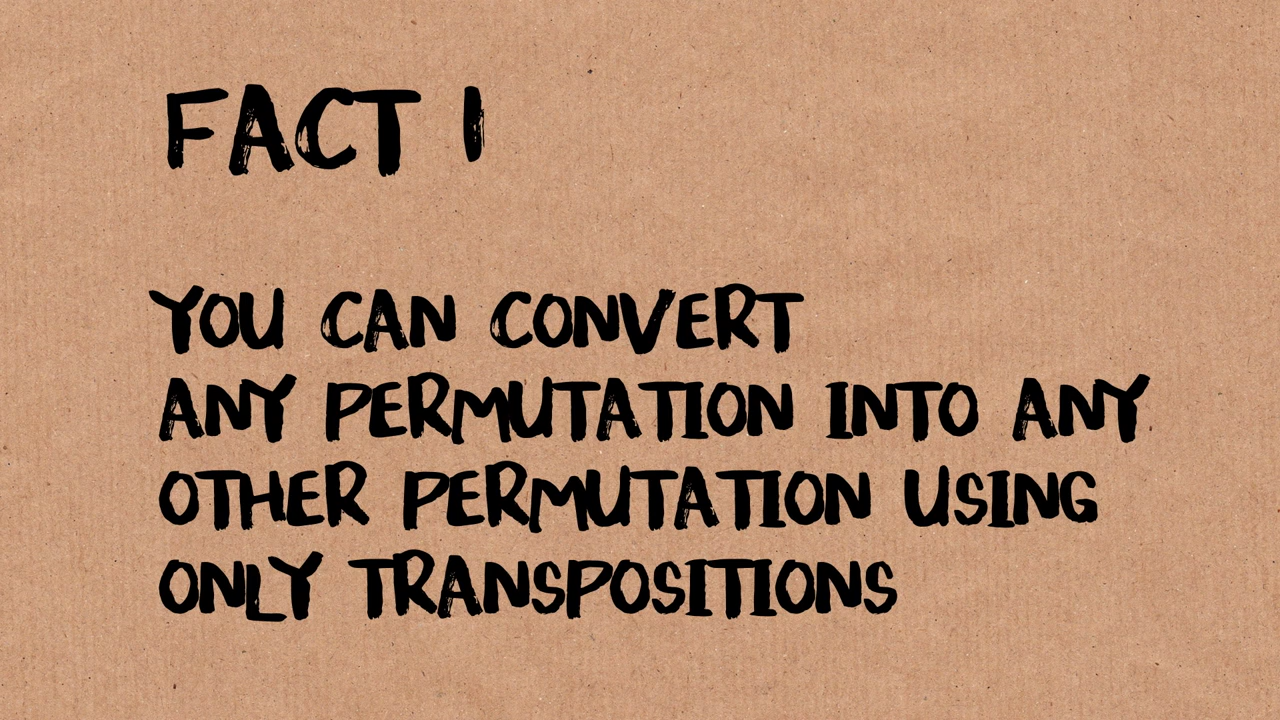 FACT 1
YOU CAN CONVERT
ANY PERMUTATION INTO ANY
OTHER PERMUTATION USING
ONLY TRANSPOSITIONS